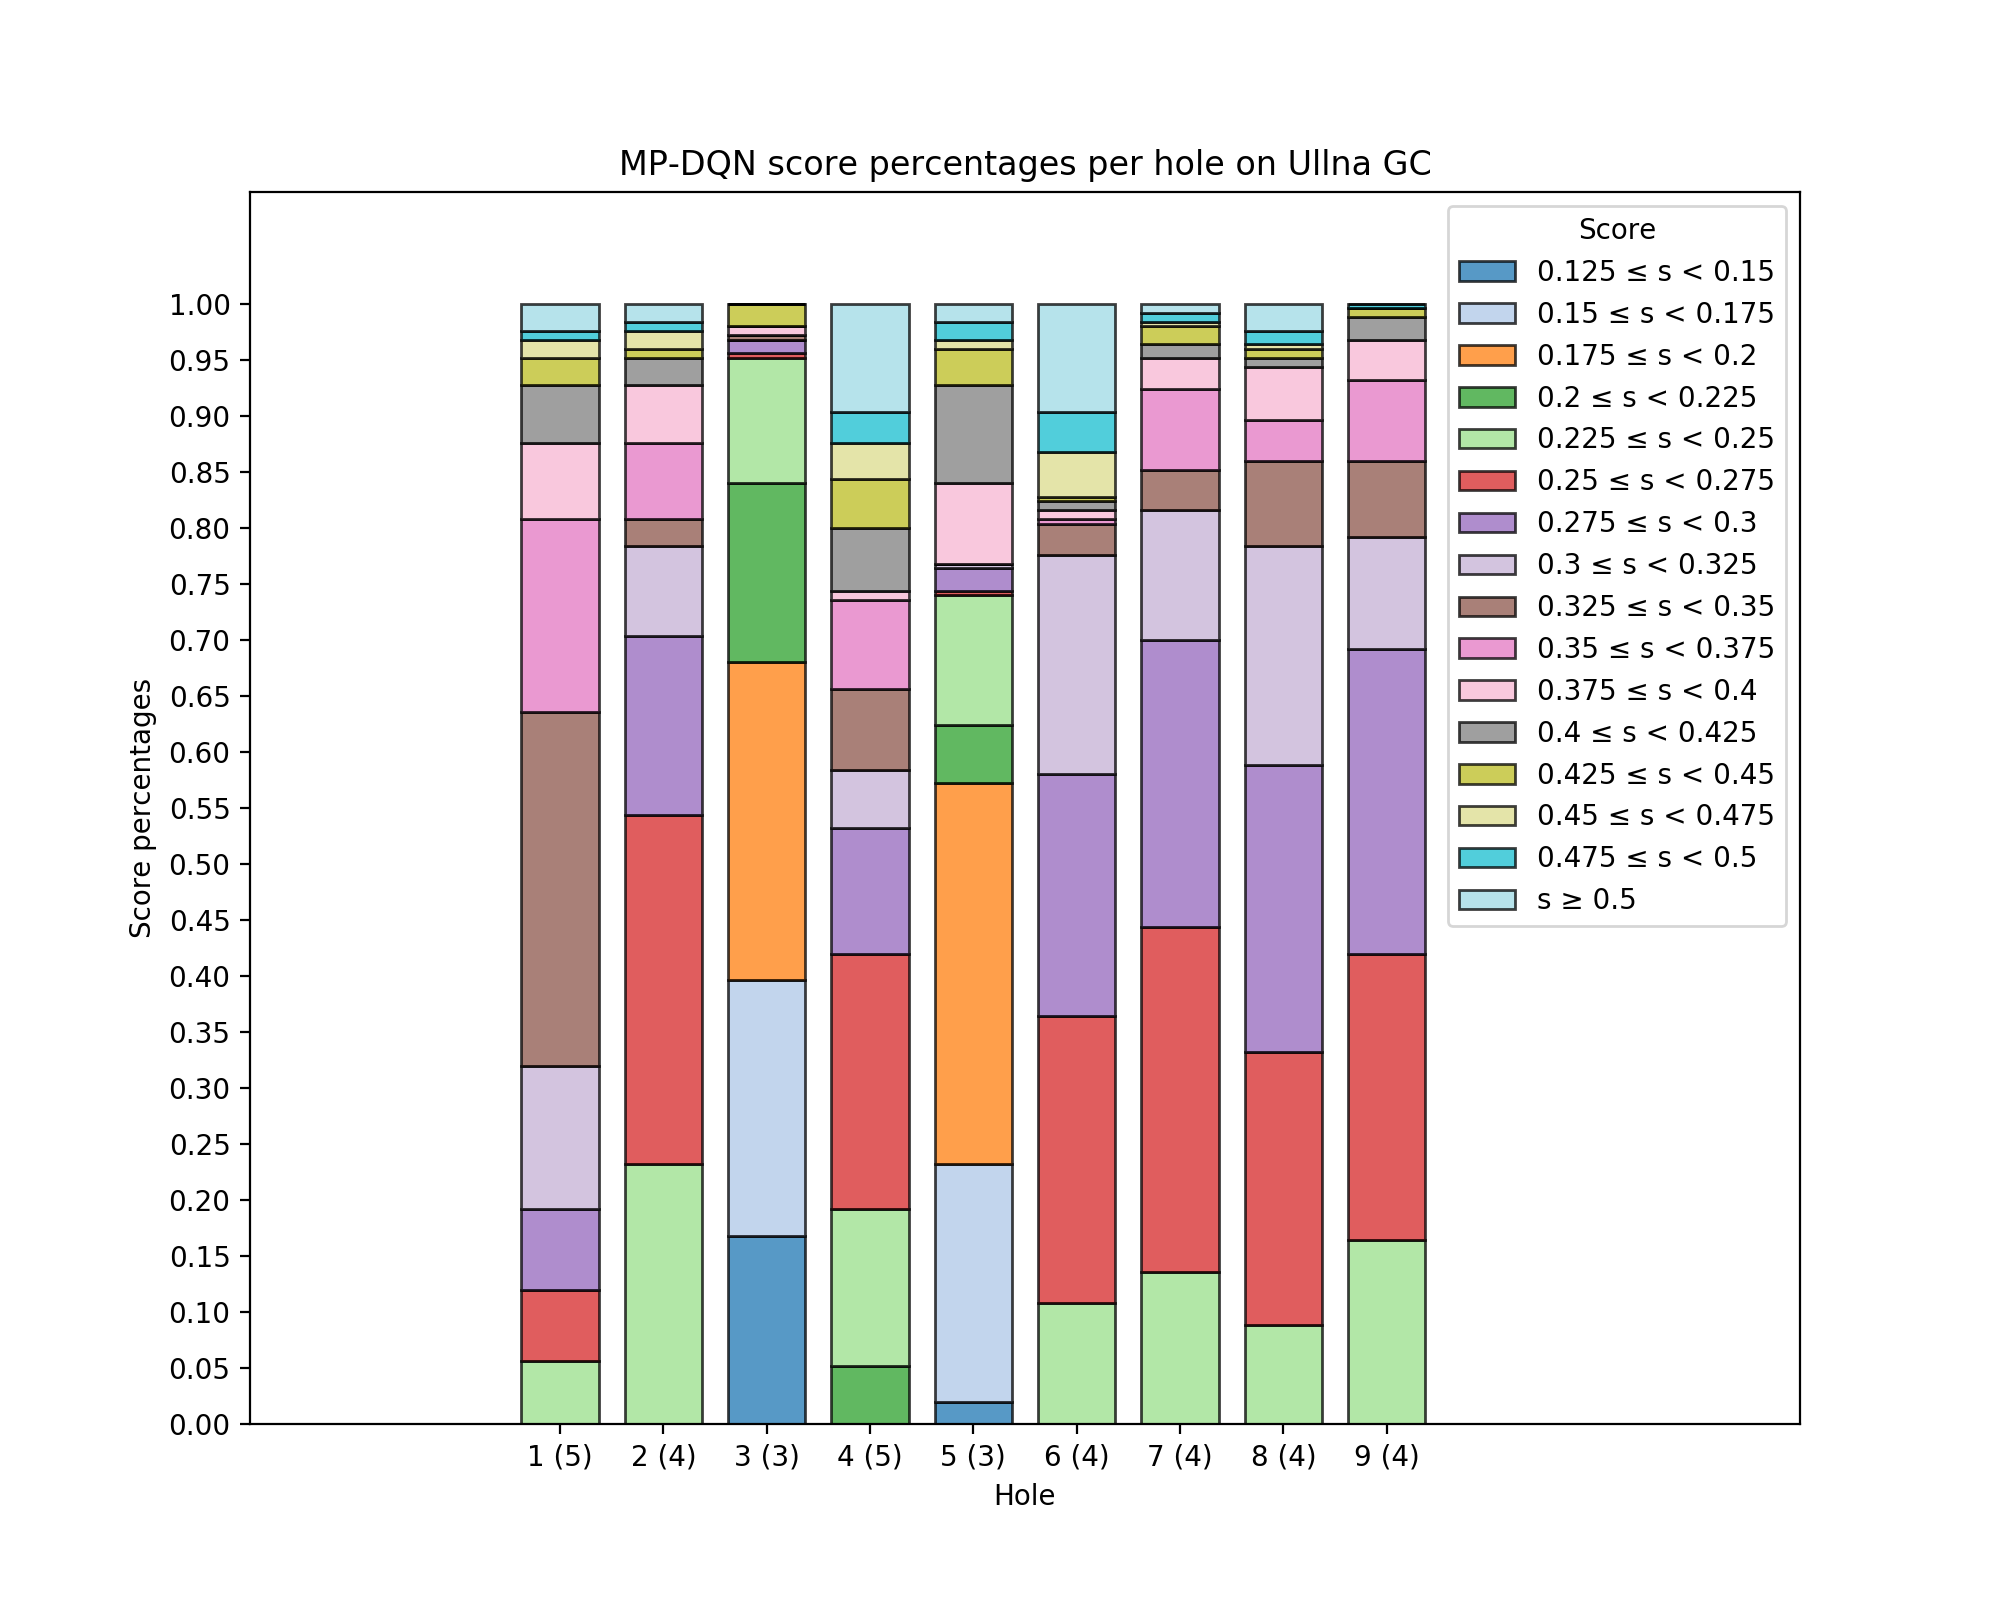 MP-DQN score percentages per hole on Ullna GC
Score percentages
1.00
0.95
0.90
0.85
0.80
0.75
0.70
0.65
0.60
0.55
0.50
0.45
0.40
0.35
0.30
0.25
0.20
0.15
0.10
0.05
0.00
Score
0.125 ≤ s < 0.15
0.15 ≤ s < 0.175
0.175 ≤ s < 0.2
0.2 ≤ s < 0.225
0.225 ≤ s < 0.25
0.25 ≤ s < 0.275
0.275 ≤ s < 0.3
0.3 ≤ s < 0.325
0.325 ≤ s < 0.35
0.35 ≤ s < 0.375
0.375 ≤ s < 0.4
0.4 ≤ s < 0.425
0.425 ≤ s < 0.45
0.45 ≤ s < 0.475
0.475 ≤ s < 0.5
s ≥ 0.5
1 (5) 2 (4) 3 (3) 4 (5) 5 (3) 6 (4) 7 (4) 8 (4) 9 (4)
Hole